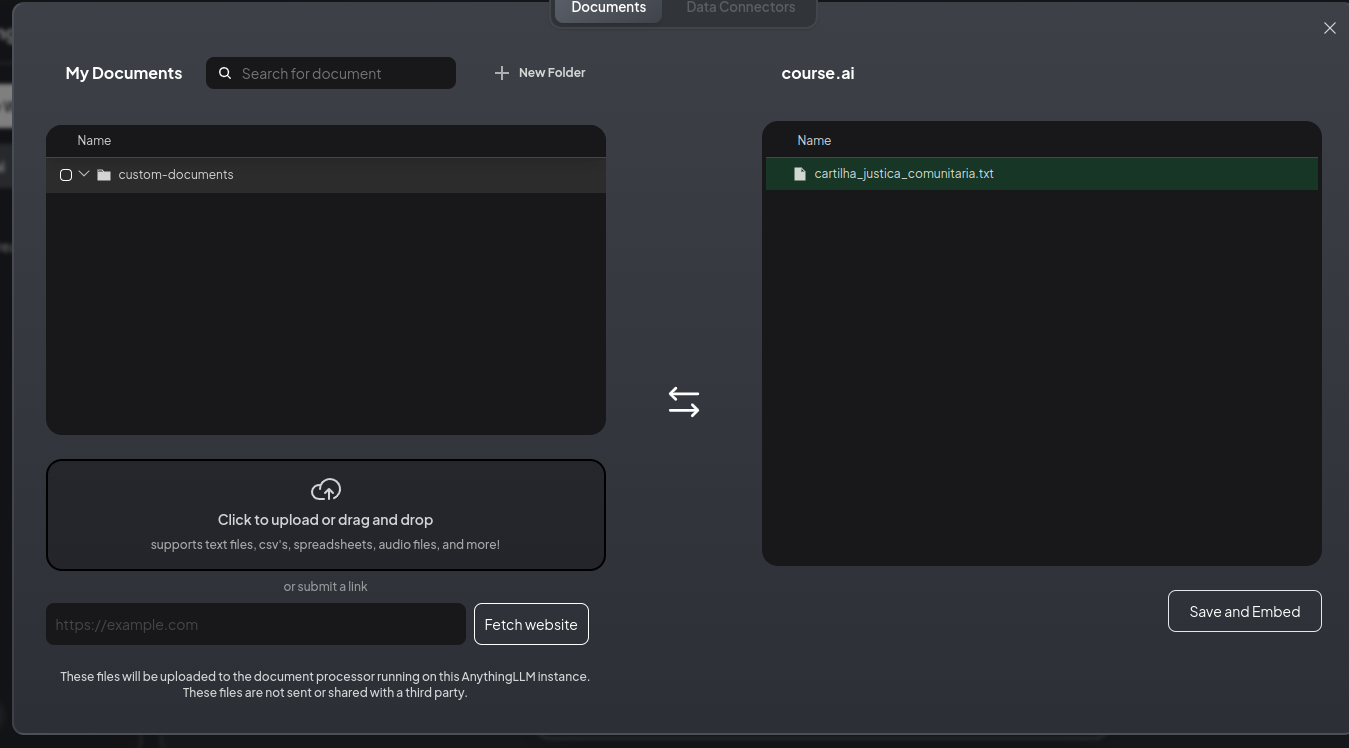 Documents
Data Connectors
My Documents
Search for document
New Folder
course.ai
Name
custom-documents
Name
cartilha_justica_comunitaria.txt
Click to upload or drag and drop
supports text files, csv's, spreadsheets, audio files, and more!
or submit a link
https://example.com
Fetch website
Save and Embed
These files will be uploaded to the document processor running on this AnythingLLM instance.
These files are not sent or shared with a third party.